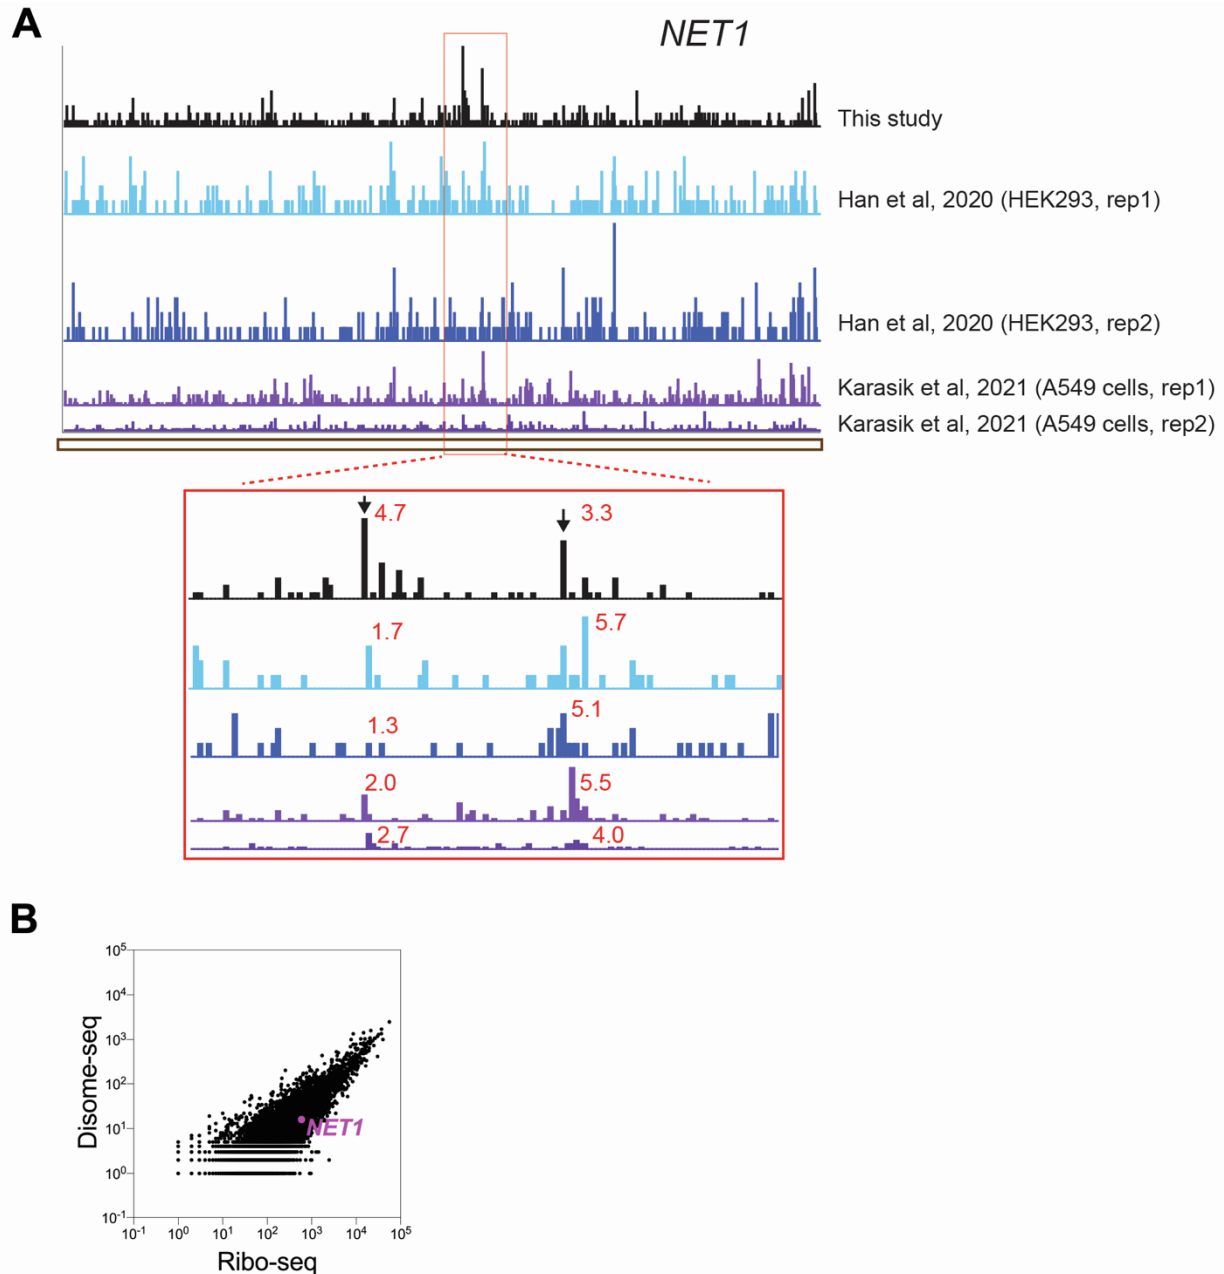 A
NET1
This study
Han et al, 2020 (HEK293, rep1)
Han et al, 2020 (HEK293, rep2)
Karasik et al, 2021 (A549 cells, rep1)
Karasik et al, 2021 (A549 cells, rep2)
4.7 3.3
1.7 5.7
1.3 5.1
2.0 5.5
2.7 4.0
B
10⁵
10⁴
10³
10²
10¹
10⁰
10⁻¹
Disome-seq
NET1
10⁻¹ 10⁰ 10¹ 10² 10³ 10⁴ 10⁵
Ribo-seq